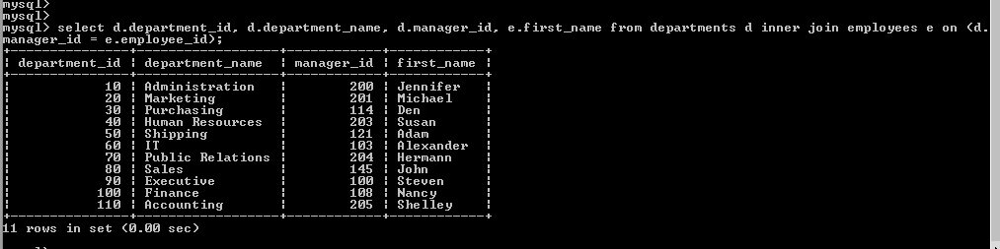 mysql>
mysql>
mysql> select d.department_id, d.department_name, d.manager_id, e.first_name from departments d inner join employees e on (d.
manager_id = e.employee_id);
+---------------+------------------+------------+------------+
¦ department_id ¦ department_name ¦ manager_id ¦ first_name ¦
+---------------+------------------+------------+------------+
¦ 10 ¦ Administration ¦ 200 ¦ Jennifer ¦
¦ 20 ¦ Marketing ¦ 201 ¦ Michael ¦
¦ 30 ¦ Purchasing ¦ 114 ¦ Den ¦
¦ 40 ¦ Human Resources ¦ 203 ¦ Susan ¦
¦ 50 ¦ Shipping ¦ 121 ¦ Adam ¦
¦ 60 ¦ IT ¦ 103 ¦ Alexander ¦
¦ 70 ¦ Public Relations ¦ 204 ¦ Hermann ¦
¦ 80 ¦ Sales ¦ 145 ¦ John ¦
¦ 90 ¦ Executive ¦ 100 ¦ Steven ¦
¦ 100 ¦ Finance ¦ 108 ¦ Nancy ¦
¦ 110 ¦ Accounting ¦ 205 ¦ Shelley ¦
+---------------+------------------+------------+------------+
11 rows in set (0.00 sec)
mysql>